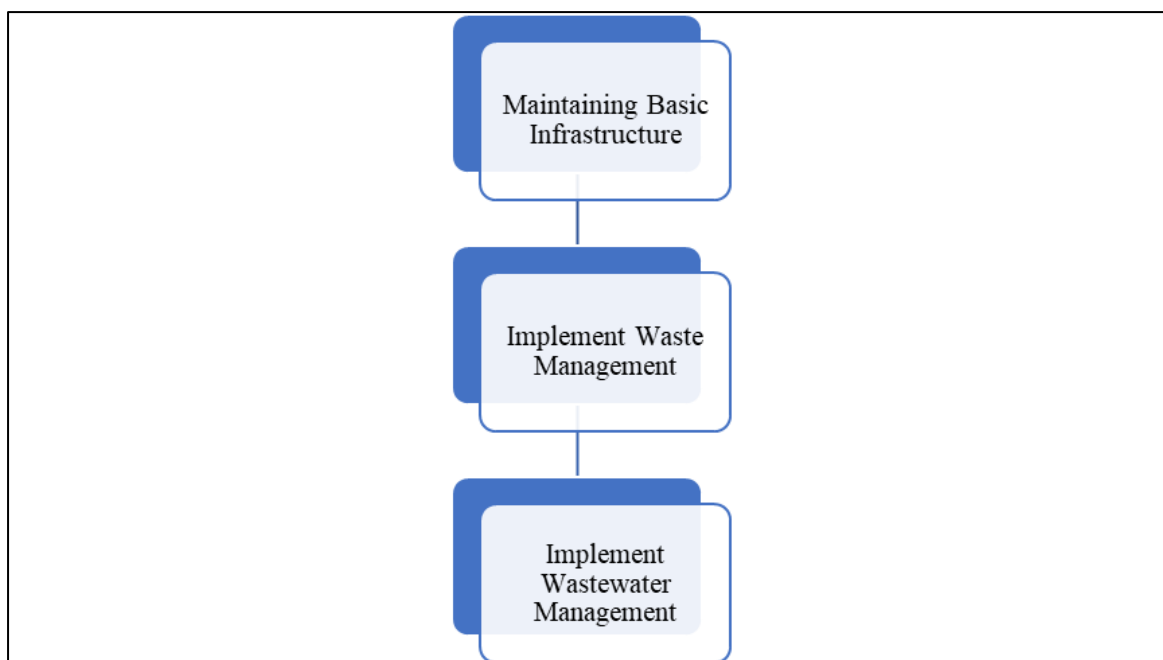 Maintaining Basic
Infrastructure
Implement Waste
Management
Implement
Wastewater
Management